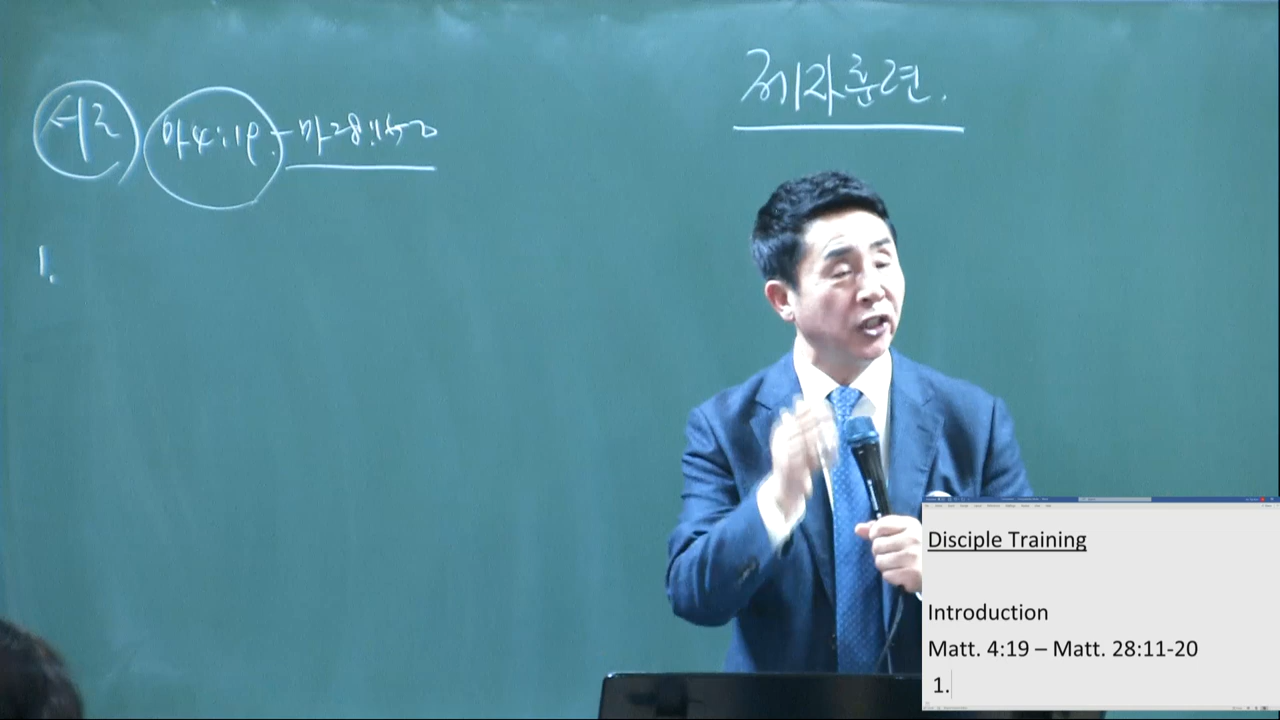 제자훈련.
서론 마4:19 - 마28:11~20
1.
Disciple Training
Introduction
Matt. 4:19 – Matt. 28:11-20
1.